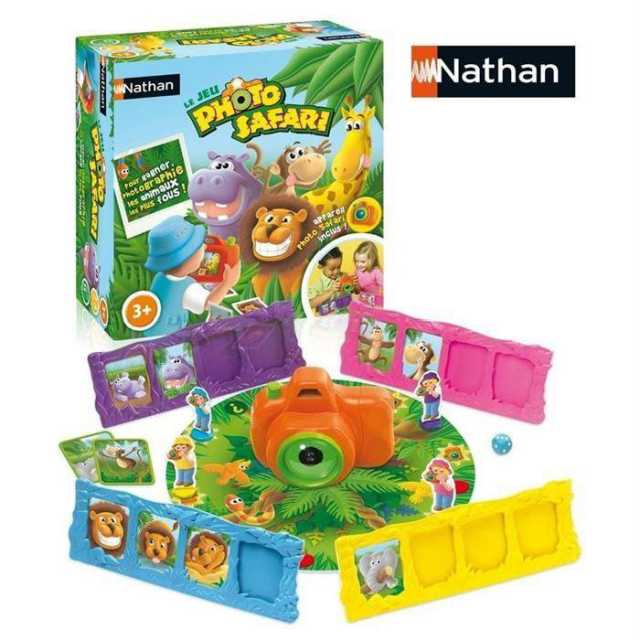 Nathan
Nathan
LE JEU
PHOTO
SAFARI
Pour gagner,
photographie
les animaux
les plus fous !
appareil
photo safari
inclus !
3+